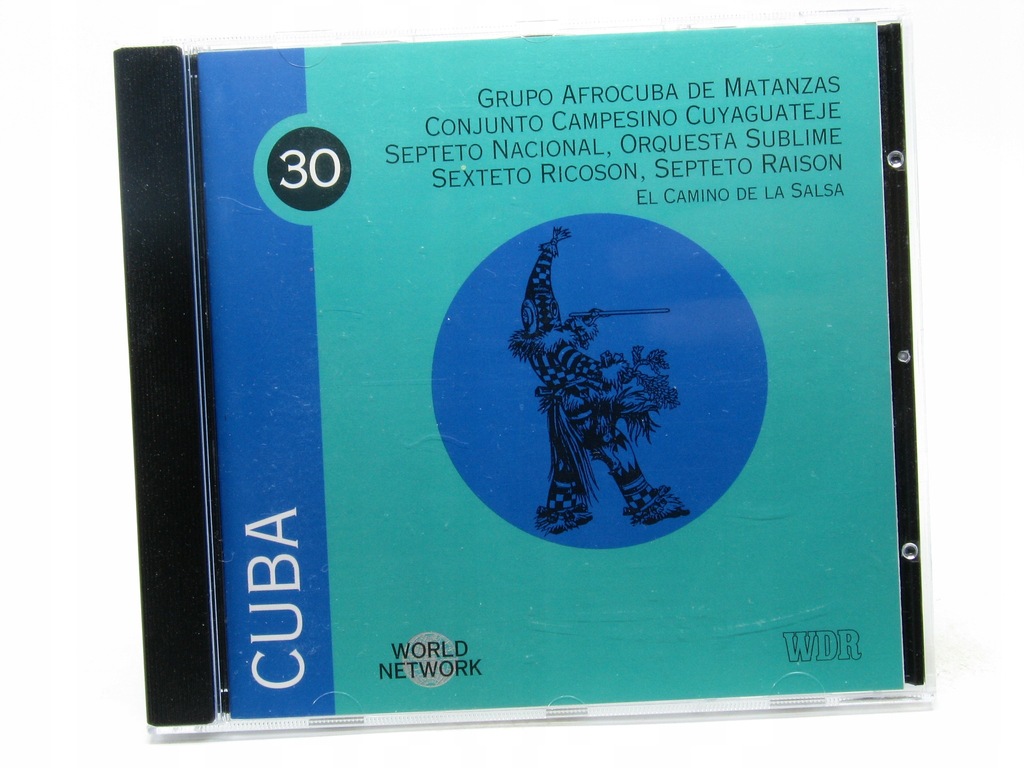 GRUPO AFROCUBA DE MATANZAS
CONJUNTO CAMPESINO CUYAGUATEJE
SEPTETO NACIONAL, ORQUESTA SUBLIME
SEXTETO RICOSON, SEPTETO RAISON
EL CAMINO DE LA SALSA
30
CUBA
WORLD
NETWORK
WDR